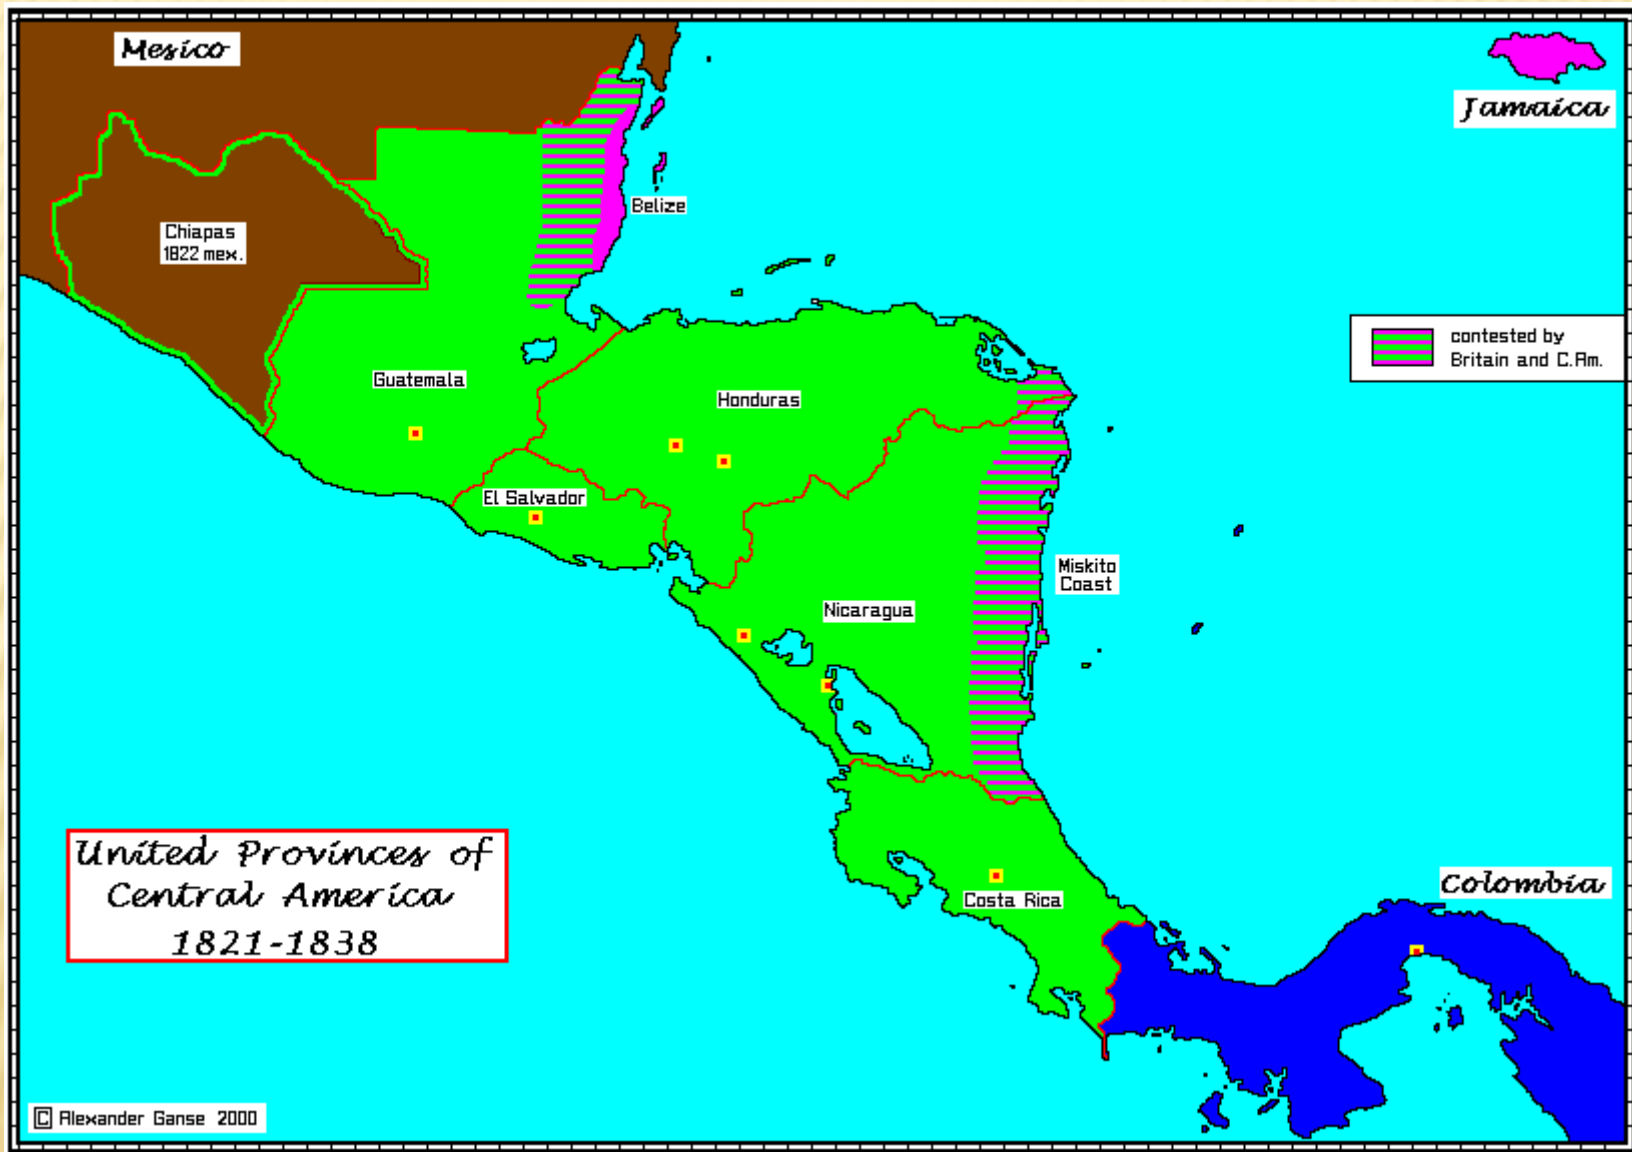 Mexico
Jamaica
Chiapas
1822 mex.
Belize
contested by
Britain and C.Am.
Guatemala
Honduras
El Salvador
Miskito
Coast
Nicaragua
United Provinces of
Central America
1821-1838
Costa Rica
Colombia
C Alexander Ganse 2000